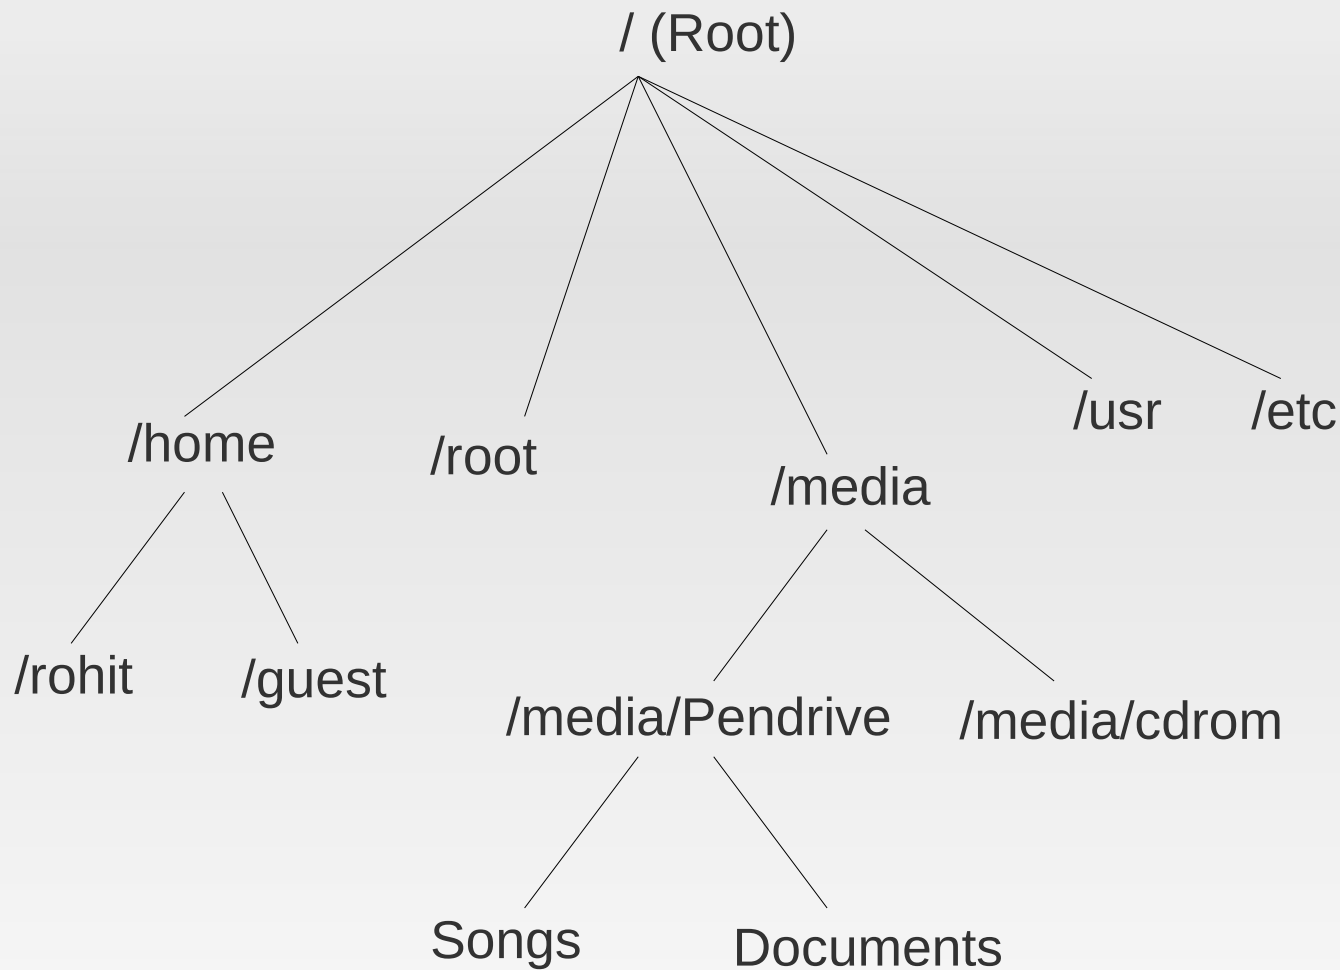 / (Root)
/home
/root
/media
/usr
/etc
/rohit
/guest
/media/Pendrive
/media/cdrom
Songs
Documents